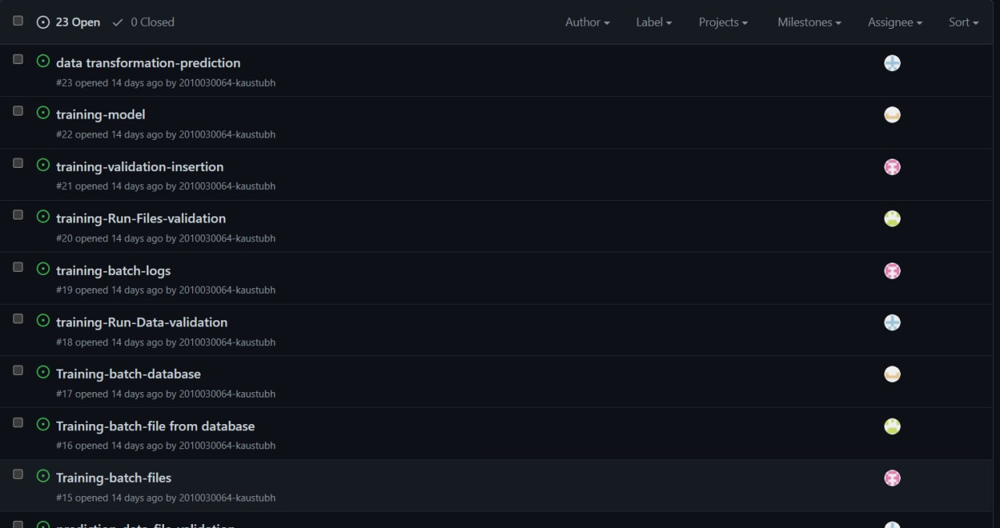 23 Open 0 Closed Author Label Projects Milestones Assignee Sort
data transformation-prediction
#23 opened 14 days ago by 2010030064-kaustubh
training-model
#22 opened 14 days ago by 2010030064-kaustubh
training-validation-insertion
#21 opened 14 days ago by 2010030064-kaustubh
training-Run-Files-validation
#20 opened 14 days ago by 2010030064-kaustubh
training-batch-logs
#19 opened 14 days ago by 2010030064-kaustubh
training-Run-Data-validation
#18 opened 14 days ago by 2010030064-kaustubh
Training-batch-database
#17 opened 14 days ago by 2010030064-kaustubh
Training-batch-file from database
#16 opened 14 days ago by 2010030064-kaustubh
Training-batch-files
#15 opened 14 days ago by 2010030064-kaustubh
prediction-data-file-validation